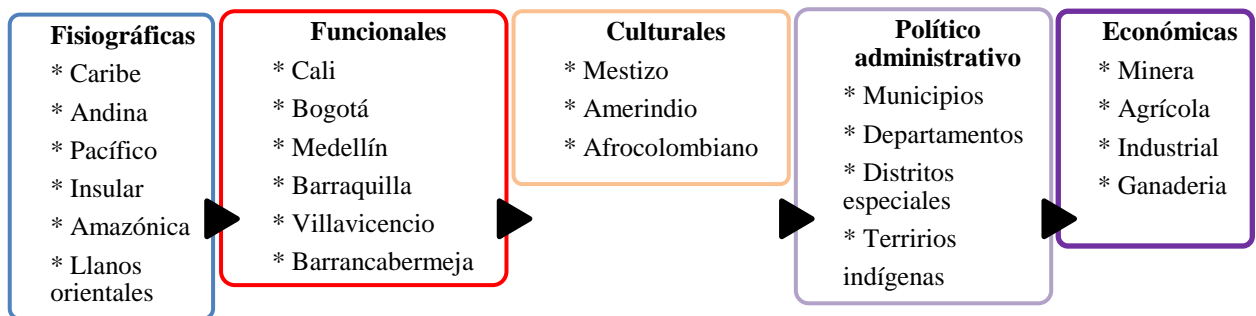 Fisiográficas
* Caribe
* Andina
* Pacífico
* Insular
* Amazónica
* Llanos
orientales
Funcionales
* Cali
* Bogotá
* Medellín
* Barraquilla
* Villavicencio
* Barrancabermeja
Culturales
* Mestizo
* Amerindio
* Afrocolombiano
Político
administrativo
* Municipios
* Departamentos
* Distritos
especiales
* Terririos
indígenas
Económicas
* Minera
* Agrícola
* Industrial
* Ganaderia